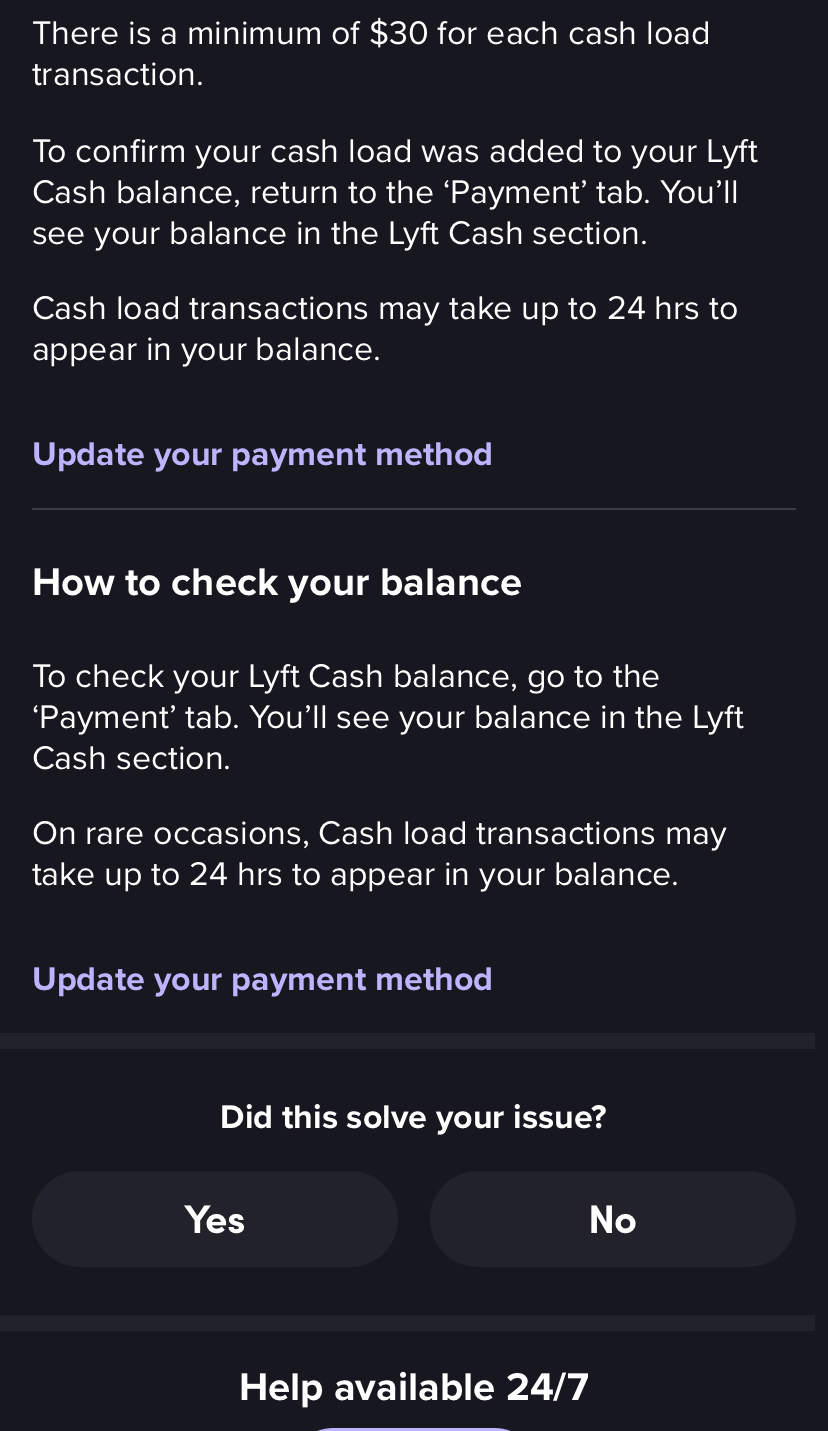 There is a minimum of $30 for each cash load
transaction.
To confirm your cash load was added to your Lyft
Cash balance, return to the ‘Payment’ tab. You’ll
see your balance in the Lyft Cash section.
Cash load transactions may take up to 24 hrs to
appear in your balance.
Update your payment method
How to check your balance
To check your Lyft Cash balance, go to the
‘Payment’ tab. You’ll see your balance in the Lyft
Cash section.
On rare occasions, Cash load transactions may
take up to 24 hrs to appear in your balance.
Update your payment method
Did this solve your issue?
Yes
No
Help available 24/7